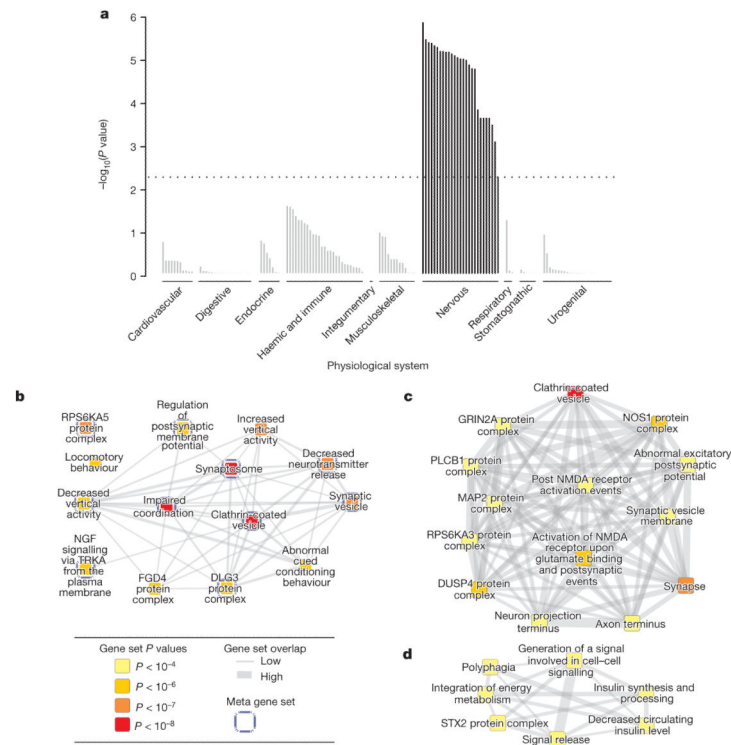 a
6
5
4
3
2
1
0
−log10(P value)
Cardiovascular
Digestive
Endocrine
Haemic and immune
Integumentary
Musculoskeletal
Nervous
Respiratory
Stomatognathic
Urogenital
Physiological system
b
RPS6KA5
protein
complex
Regulation
of
postsynaptic
membrane
potential
Increased
vertical
activity
Locomotory
behaviour
Synaptosome
Decreased
neurotransmitter
release
Decreased
vertical
activity
Impaired
coordination
Clathrin-coated
vesicle
Synaptic
vesicle
NGF
signalling
via TRKA
from the
plasma
membrane
FGD4
protein
complex
DLG3
protein
complex
Abnormal
cued
conditioning
behaviour
Gene set P values
P < 10−4
P < 10−6
P < 10−7
P < 10−8
Gene set overlap
Low
High
Meta gene set
c
Clathrin-coated
vesicle
GRIN2A protein
complex
NOS1 protein
complex
PLCB1 protein
complex
Abnormal excitatory
postsynaptic
potential
Post NMDA receptor
activation events
MAP2 protein
complex
Synaptic vesicle
membrane
RPS6KA3 protein
complex
Activation of NMDA
receptor upon
glutamate binding
and postsynaptic
events
DUSP4 protein
complex
Synapse
Neuron projection
terminus
Axon terminus
d
Generation of a signal
involved in cell–cell
signalling
Polyphagia
Integration of energy
metabolism
Insulin synthesis and
processing
STX2 protein complex
Decreased circulating
insulin level
Signal release